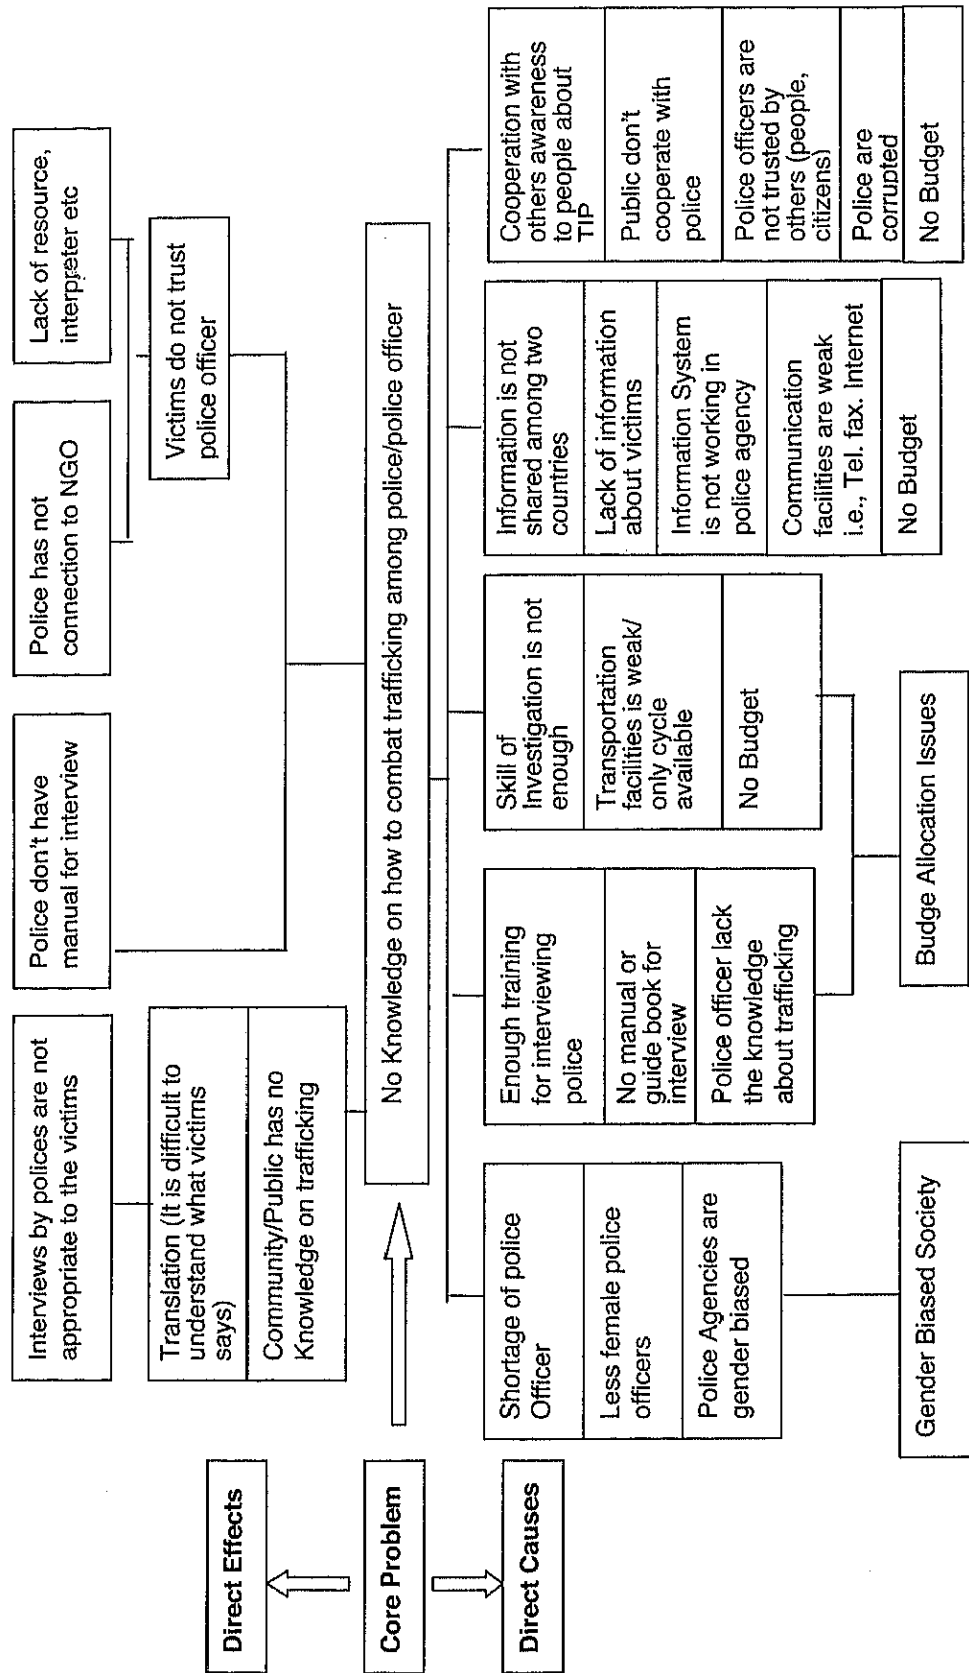 Interviews by polices are not
appropriate to the victims
Police don't have
manual for interview
Police has not
connection to NGO
Lack of resource,
interpreter etc
Translation (It is difficult to
understand what victims
says)
Community/Public has no
Knowledge on trafficking
Victims do not trust
police officer
Direct Effects
Core Problem
Direct Causes
No Knowledge on how to combat trafficking among police/police officer
Shortage of police
Officer
Less female police
officers
Police Agencies are
gender biased
Gender Biased Society
Enough training
for interviewing
police
No manual or
guide book for
interview
Police officer lack
the knowledge
about trafficking
Skill of
Investigation is not
enough
Transportation
facilities is weak/
only cycle
available
No Budget
Budge Allocation Issues
Information is not
shared among two
countries
Lack of information
about victims
Information System
is not working in
police agency
Communication
facilities are weak
i.e., Tel. fax. Internet
No Budget
Cooperation with
others awareness
to people about
TIP
Public don't
cooperate with
police
Police officers are
not trusted by
others (people,
citizens)
Police are
corrupted
No Budget